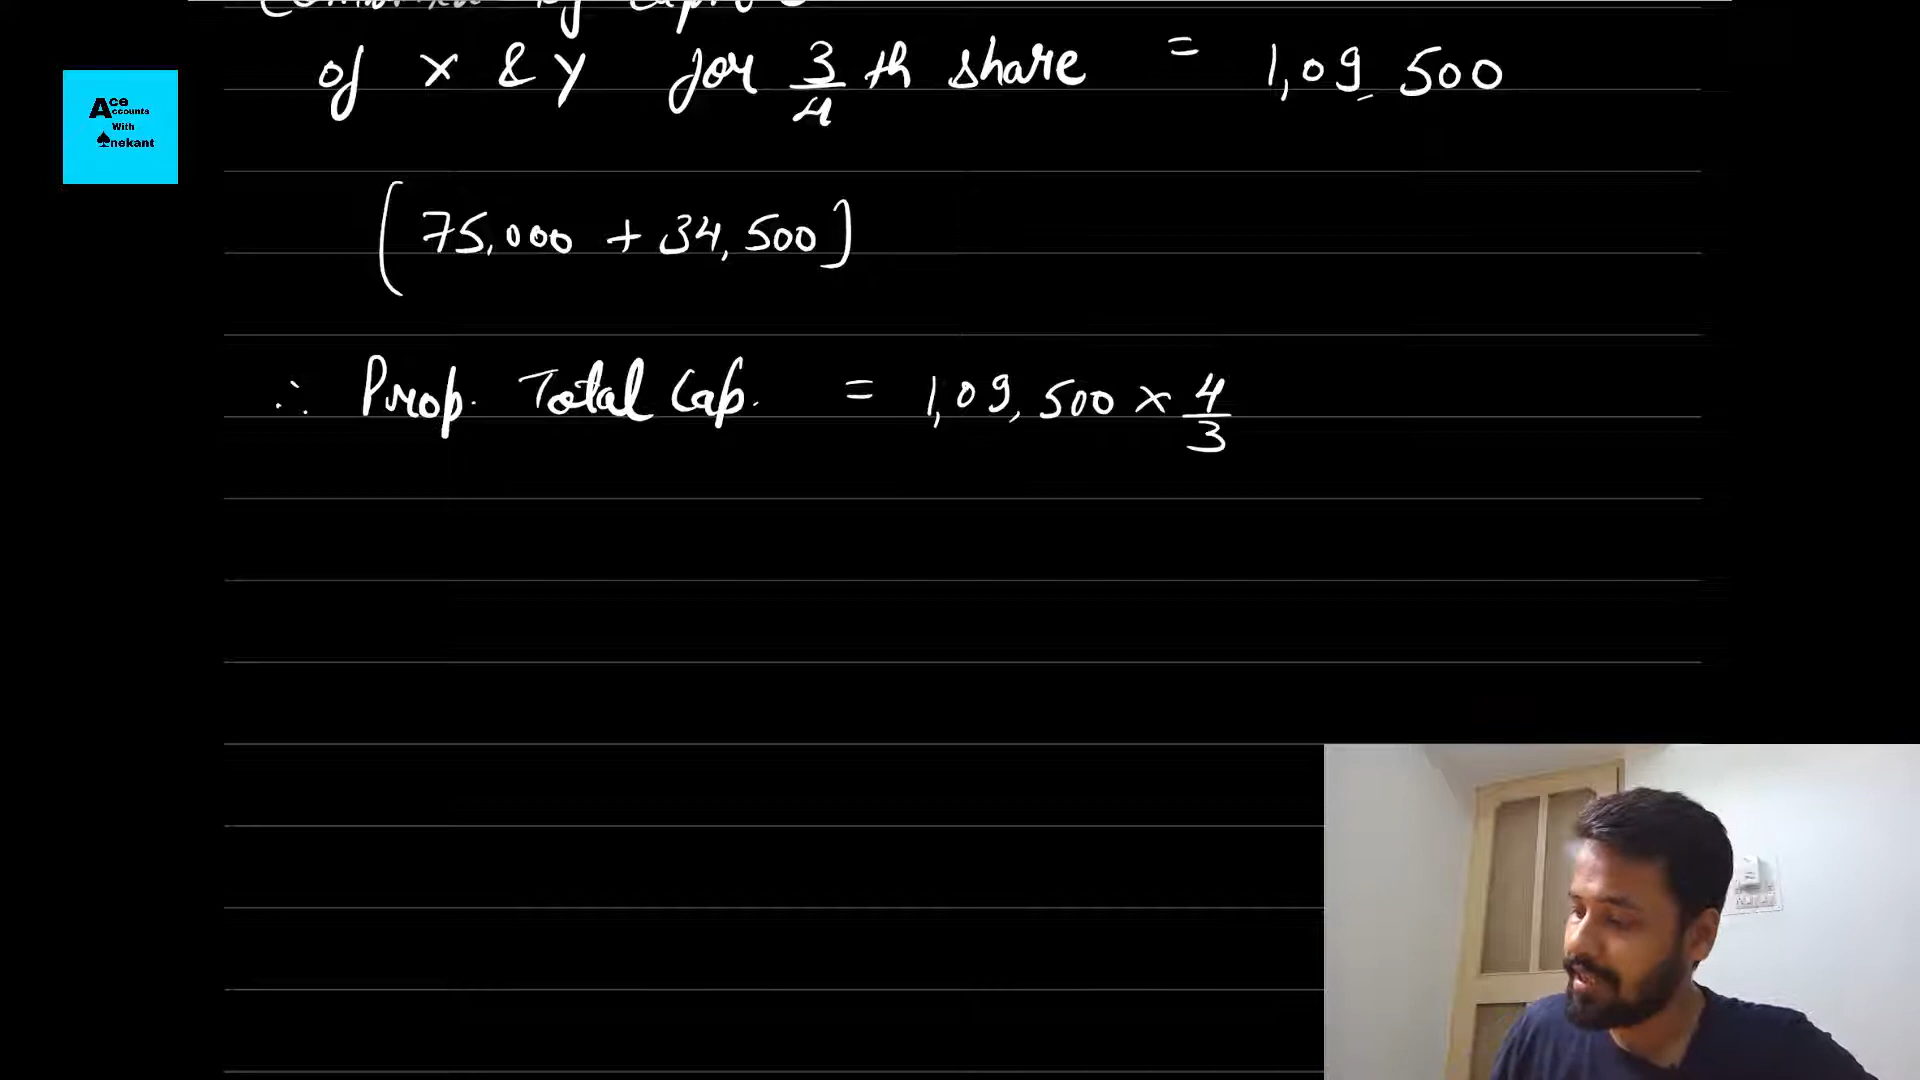 of X & Y for 3/4 th share = 1,09,500
Ace
Accounts
With
Anekant
(75,000 + 34,500)
∴ Prop. Total Cap. = 1,09,500 × 4/3